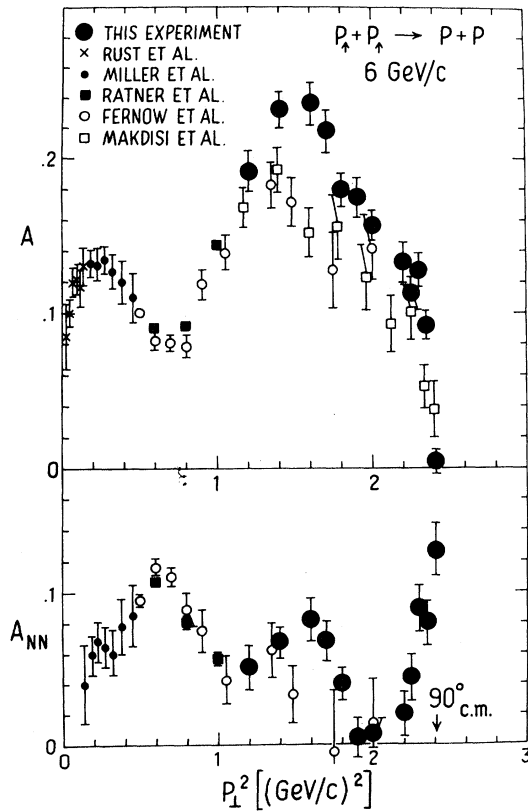 THIS EXPERIMENT
RUST ET AL.
MILLER ET AL.
RATNER ET AL.
FERNOW ET AL.
MAKDISI ET AL.
P↑ + P↑ → P + P
6 GeV/c
.2
A
.1
0
1
2
.1
A_NN
90° c.m.
0
0
1
2
3
P⊥² [(GeV/c)²]